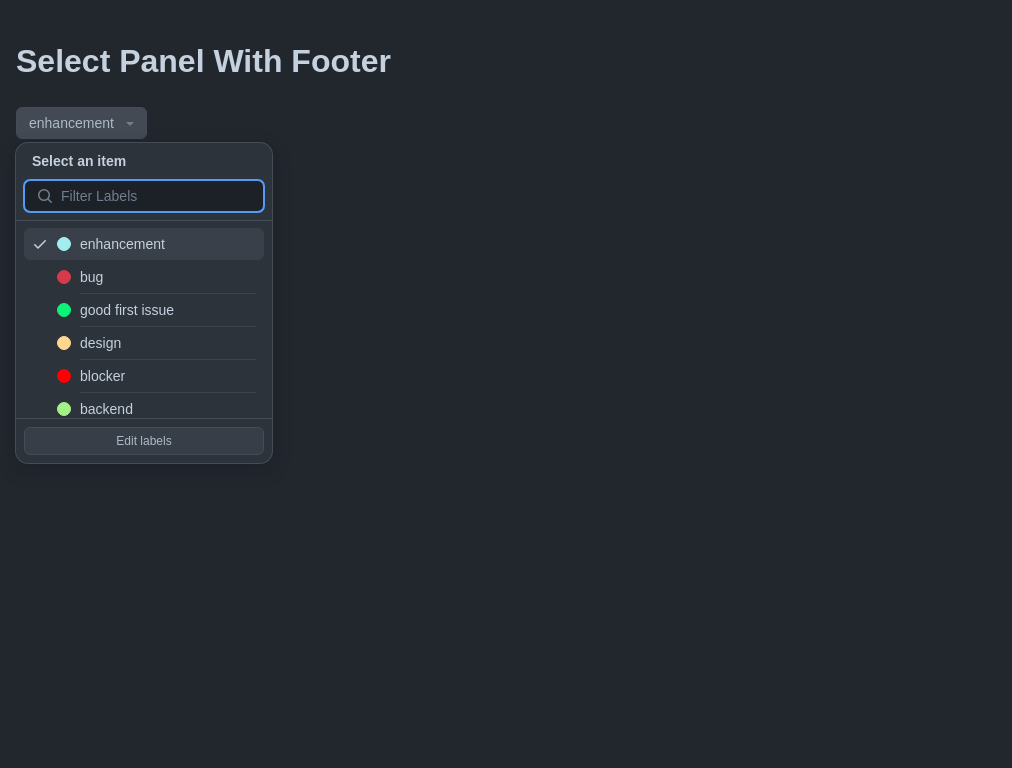 Select Panel With Footer
enhancement
Select an item
Filter Labels
enhancement
bug
good first issue
design
blocker
backend
Edit labels